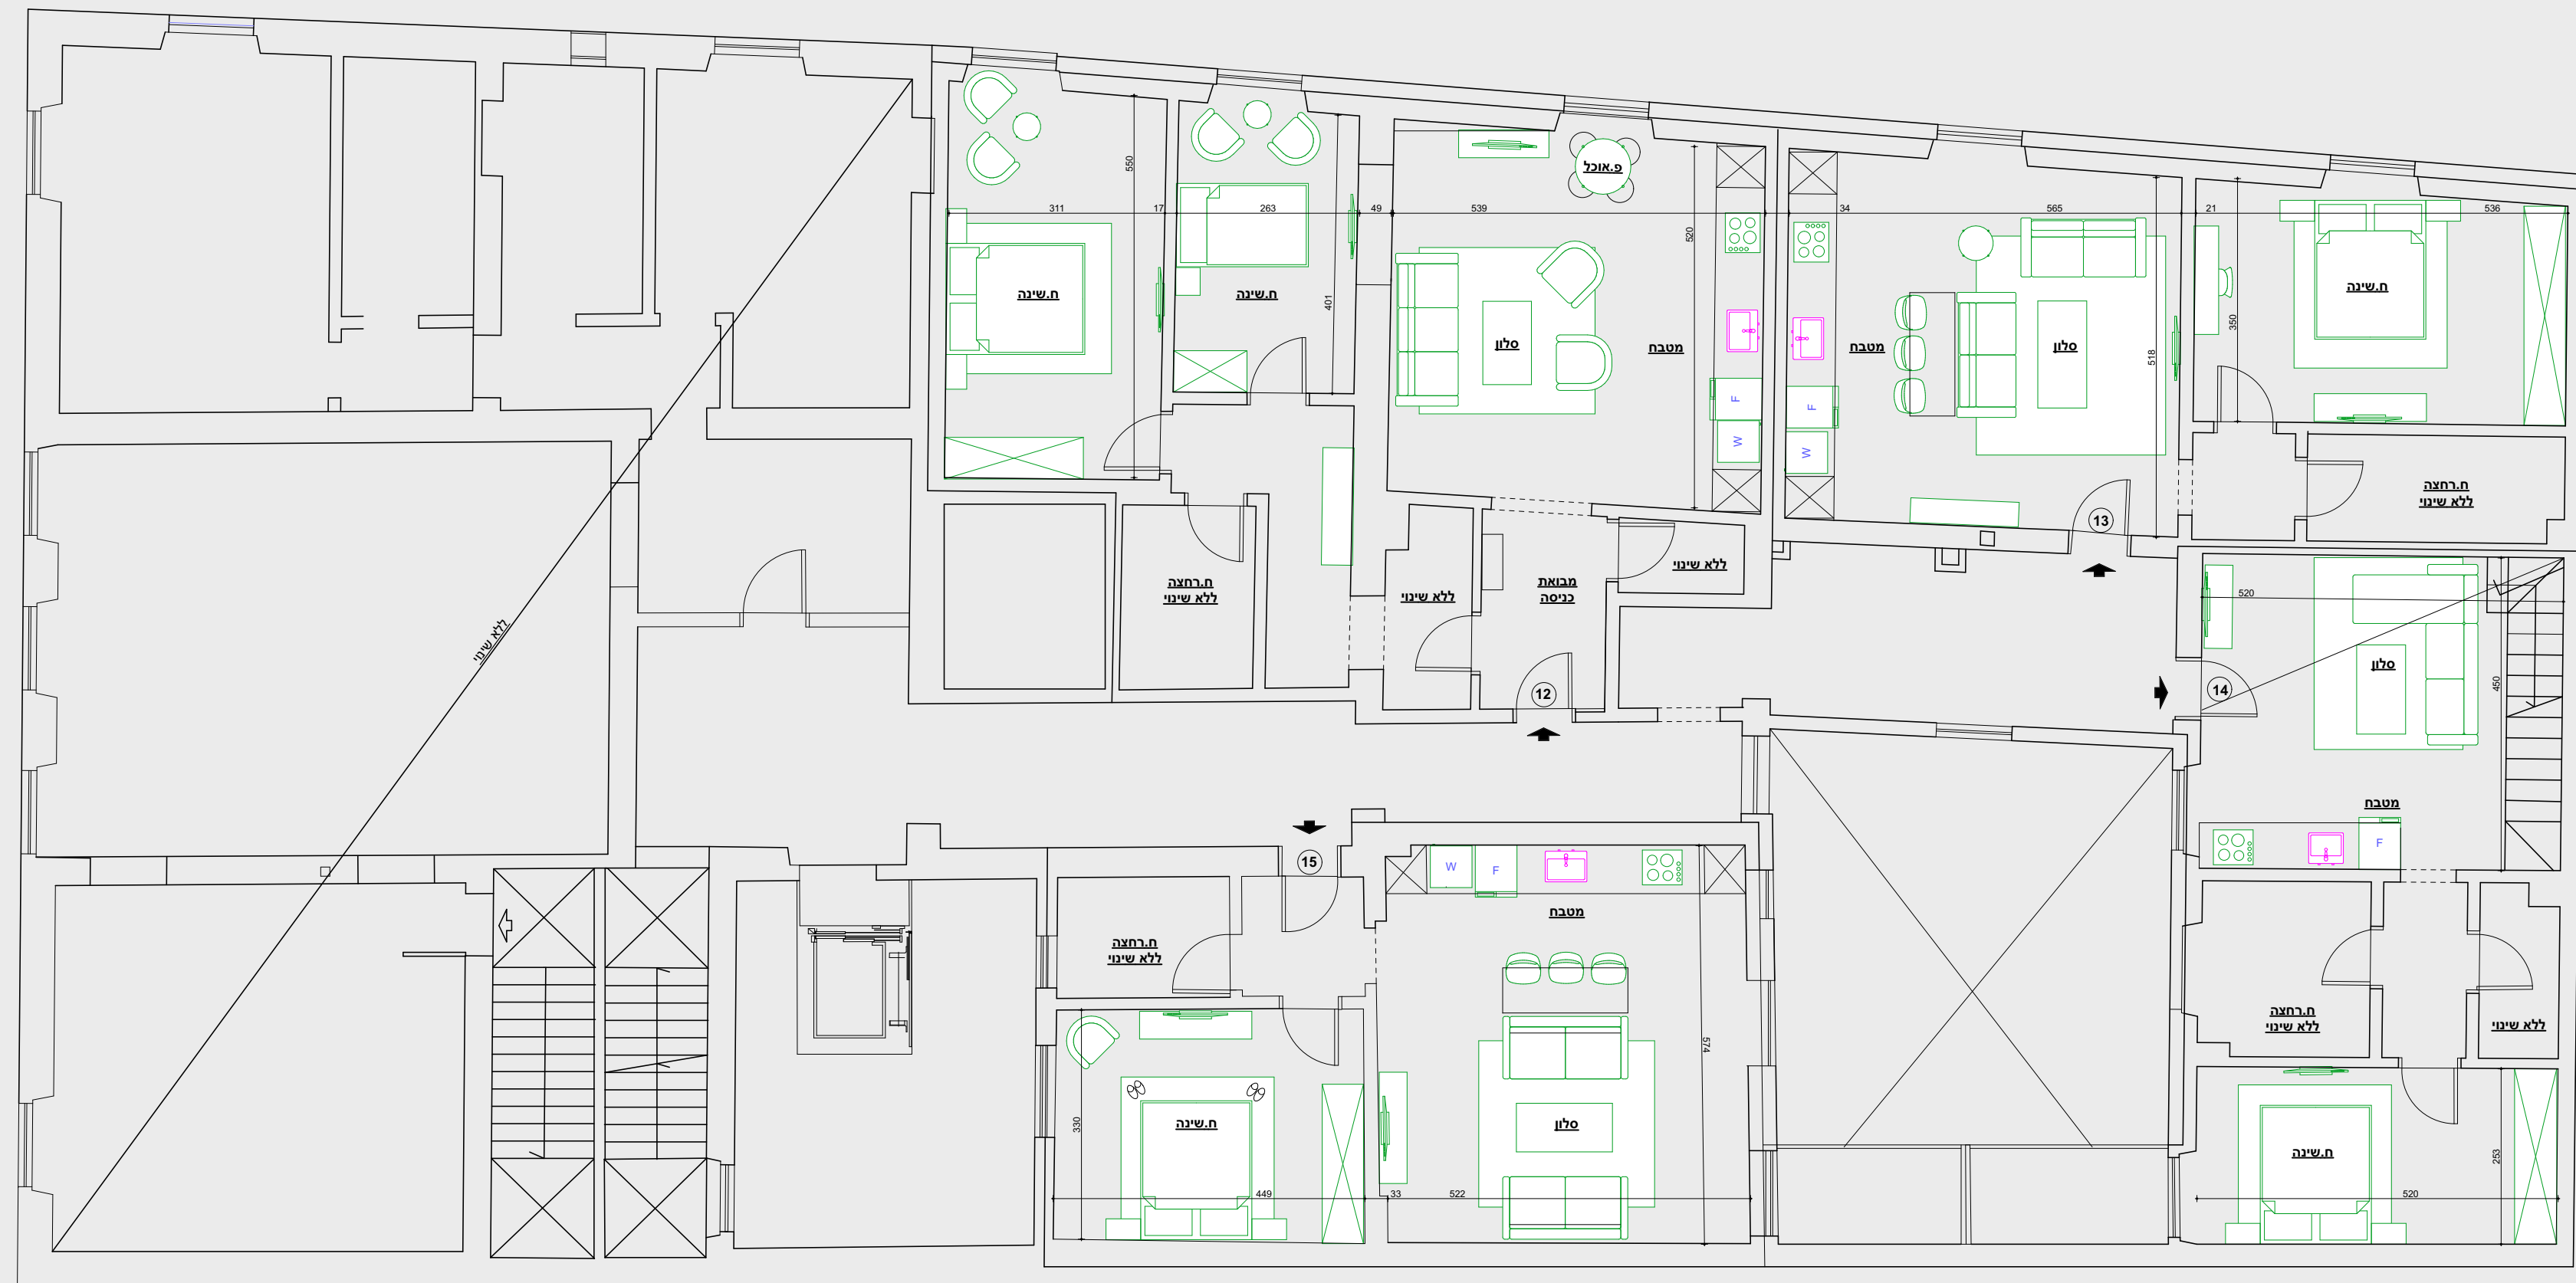 550
311
17
263
49
539
34
565
21
536
פ.אוכל
520
ח.שינה
ח.שינה
401
סלון
מטבח
F
W
מטבח
F
W
סלון
518
350
ח.שינה
ח.רחצה
ללא שינוי
13
ח.רחצה
ללא שינוי
ללא שינוי
מבואת
כניסה
ללא שינוי
12
ללא שינוי
520
סלון
450
14
מטבח
F
15
W
F
מטבח
ח.רחצה
ללא שינוי
ח.רחצה
ללא שינוי
ללא שינוי
574
330
ח.שינה
סלון
449
33
522
ח.שינה
253
520